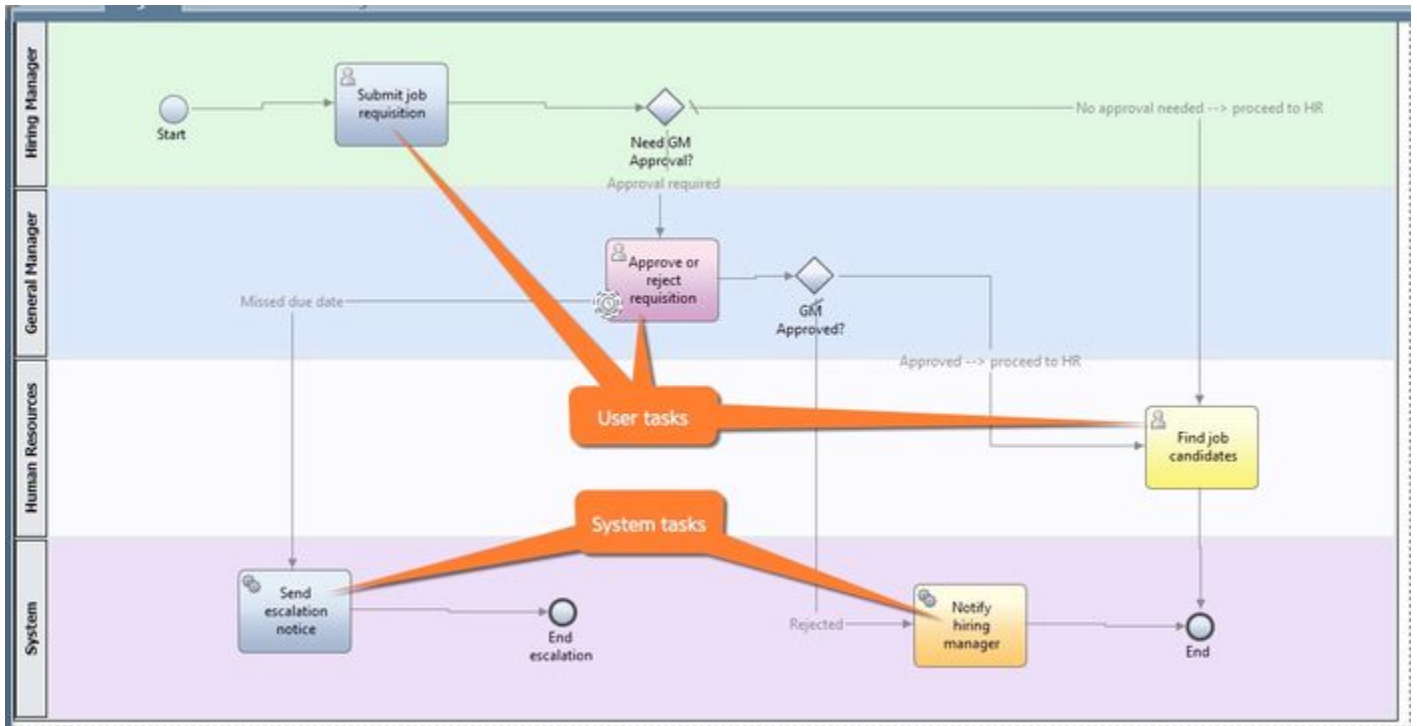 Hiring Manager
Start
Submit job
requisition
Need GM
Approval?
No approval needed --> proceed to HR
Approval required
General Manager
Missed due date
Approve or
reject
requisition
GM
Approved?
Approved --> proceed to HR
Human Resources
User tasks
Find job
candidates
System tasks
System
Send
escalation
notice
End
escalation
Rejected
Notify
hiring
manager
End